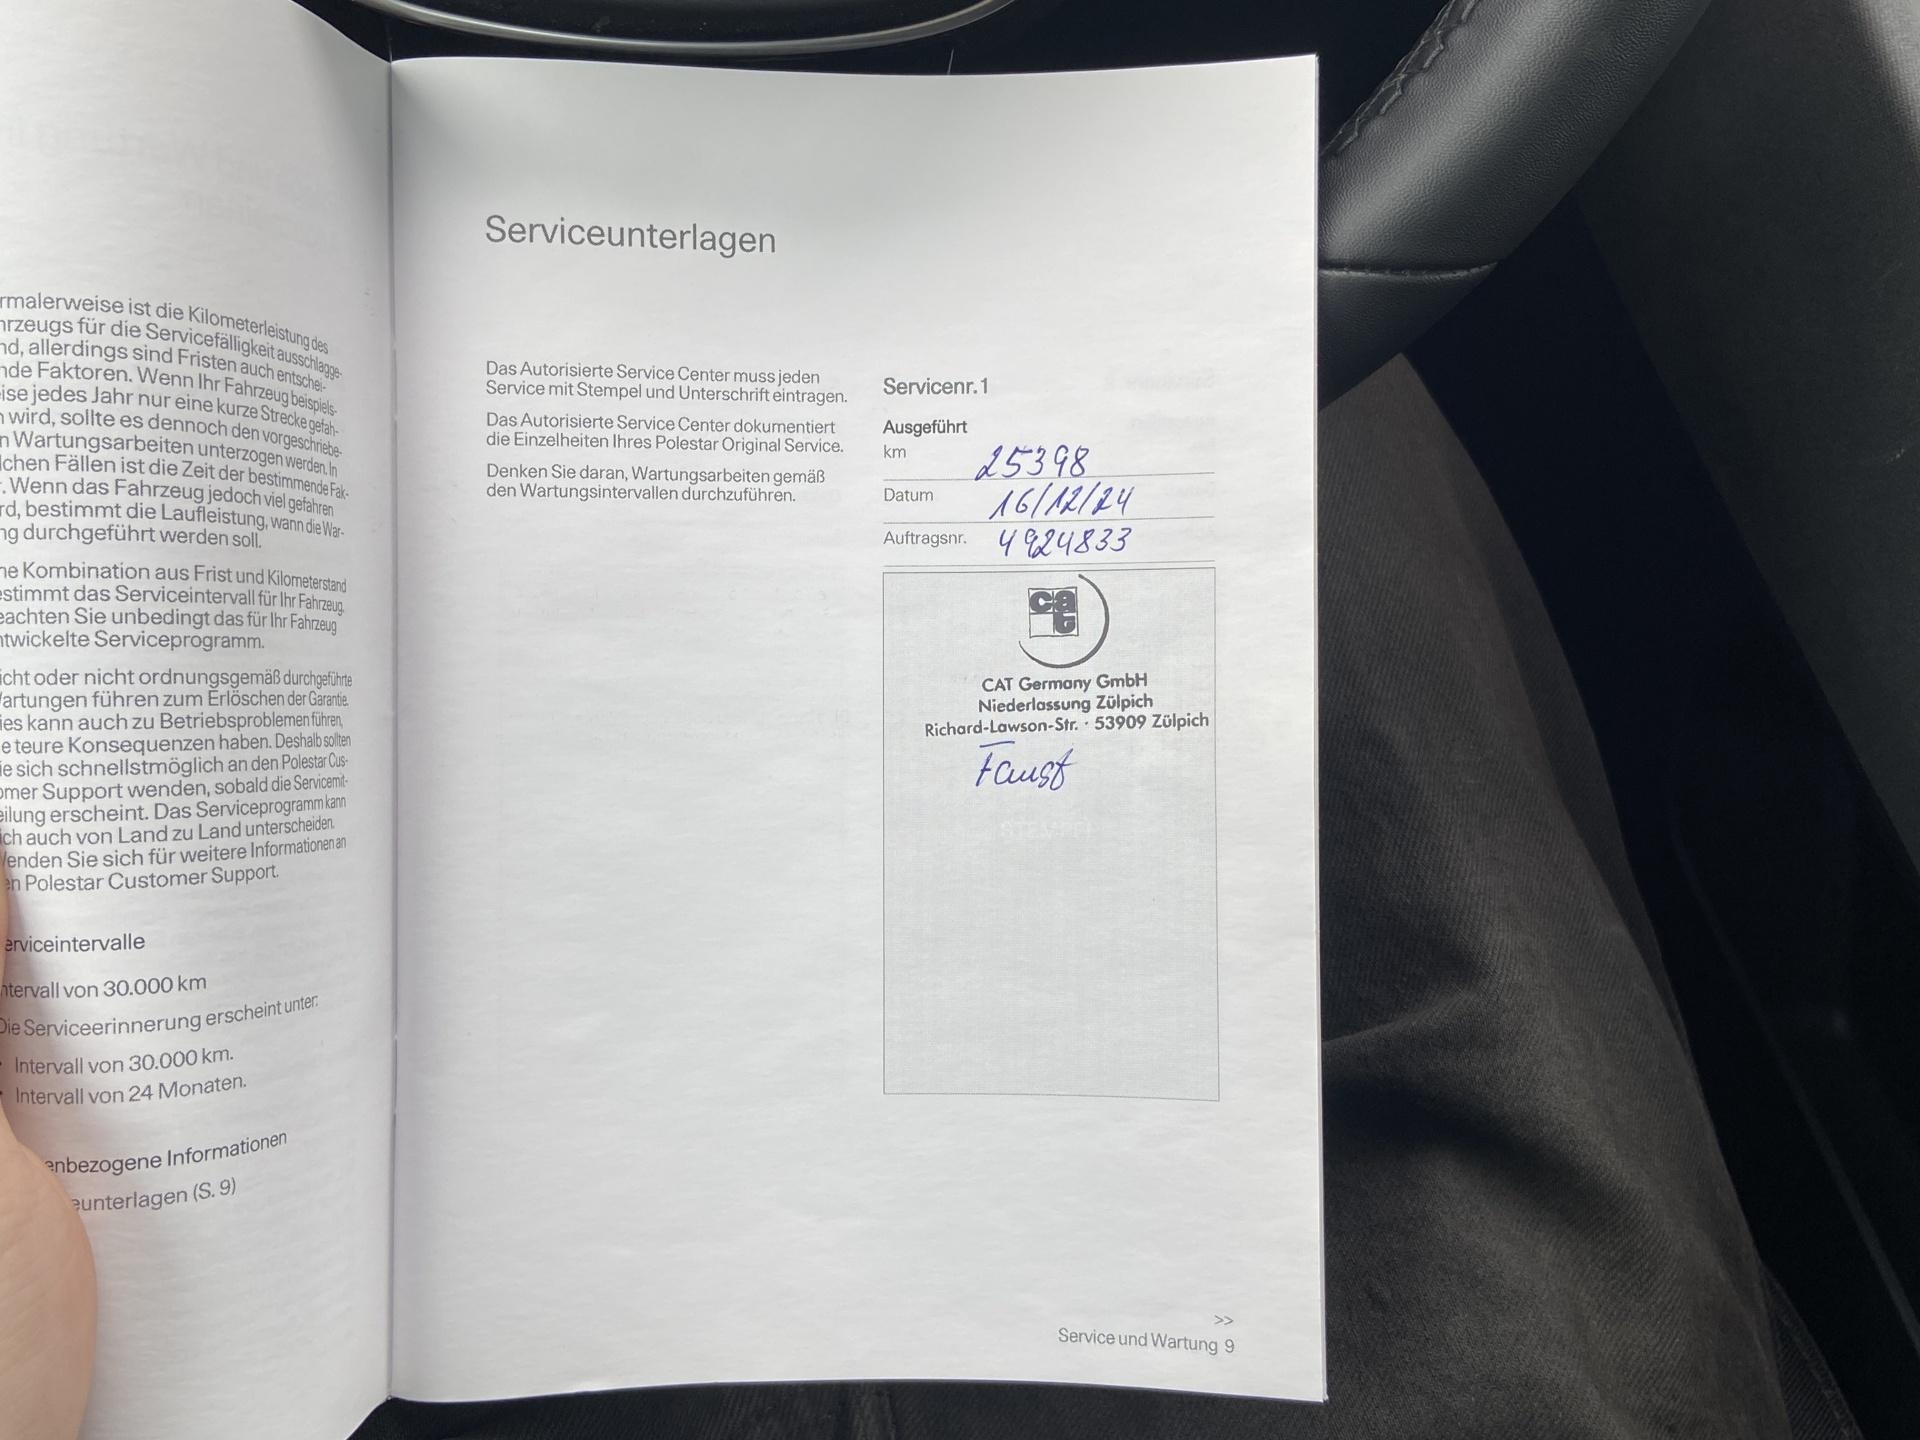 rmalerweise ist die Kilometerleistung des
hrzeugs für die Servicefälligkeit ausschlagge-
nd, allerdings sind Fristen auch entschei-
nde Faktoren. Wenn Ihr Fahrzeug beispiels-
ise jedes Jahr nur eine kurze Strecke gefah-
n wird, sollte es dennoch den vorgeschriebe-
n Wartungsarbeiten unterzogen werden. In
lchen Fällen ist die Zeit der bestimmende Fak-
r. Wenn das Fahrzeug jedoch viel gefahren
rd, bestimmt die Laufleistung, wann die War-
ng durchgeführt werden soll.
ne Kombination aus Frist und Kilometerstand
estimmt das Serviceintervall für Ihr Fahrzeug.
eachten Sie unbedingt das für Ihr Fahrzeug
ntwickelte Serviceprogramm.
icht oder nicht ordnungsgemäß durchgeführte
Wartungen führen zum Erlöschen der Garantie.
ies kann auch zu Betriebsproblemen führen,
e teure Konsequenzen haben. Deshalb sollten
ie sich schnellstmöglich an den Polestar Cus-
omer Support wenden, sobald die Servicemit-
eilung erscheint. Das Serviceprogramm kann
ich auch von Land zu Land unterscheiden.
Wenden Sie sich für weitere Informationen an
en Polestar Customer Support.
erviceintervalle
ntervall von 30.000 km
Die Serviceerinnerung erscheint unter:
• Intervall von 30.000 km.
• Intervall von 24 Monaten.
enbezogene Informationen
eunterlagen (S. 9)
Serviceunterlagen
Das Autorisierte Service Center muss jeden
Service mit Stempel und Unterschrift eintragen.
Das Autorisierte Service Center dokumentiert
die Einzelheiten Ihres Polestar Original Service.
Denken Sie daran, Wartungsarbeiten gemäß
den Wartungsintervallen durchzuführen.
Servicenr. 1
Ausgeführt
km 25398
Datum 16/12/24
Auftragsnr. 4924833
cat
CAT Germany GmbH
Niederlassung Zülpich
Richard-Lawson-Str. · 53909 Zülpich
Faust
STEMPEL
>>
Service und Wartung 9